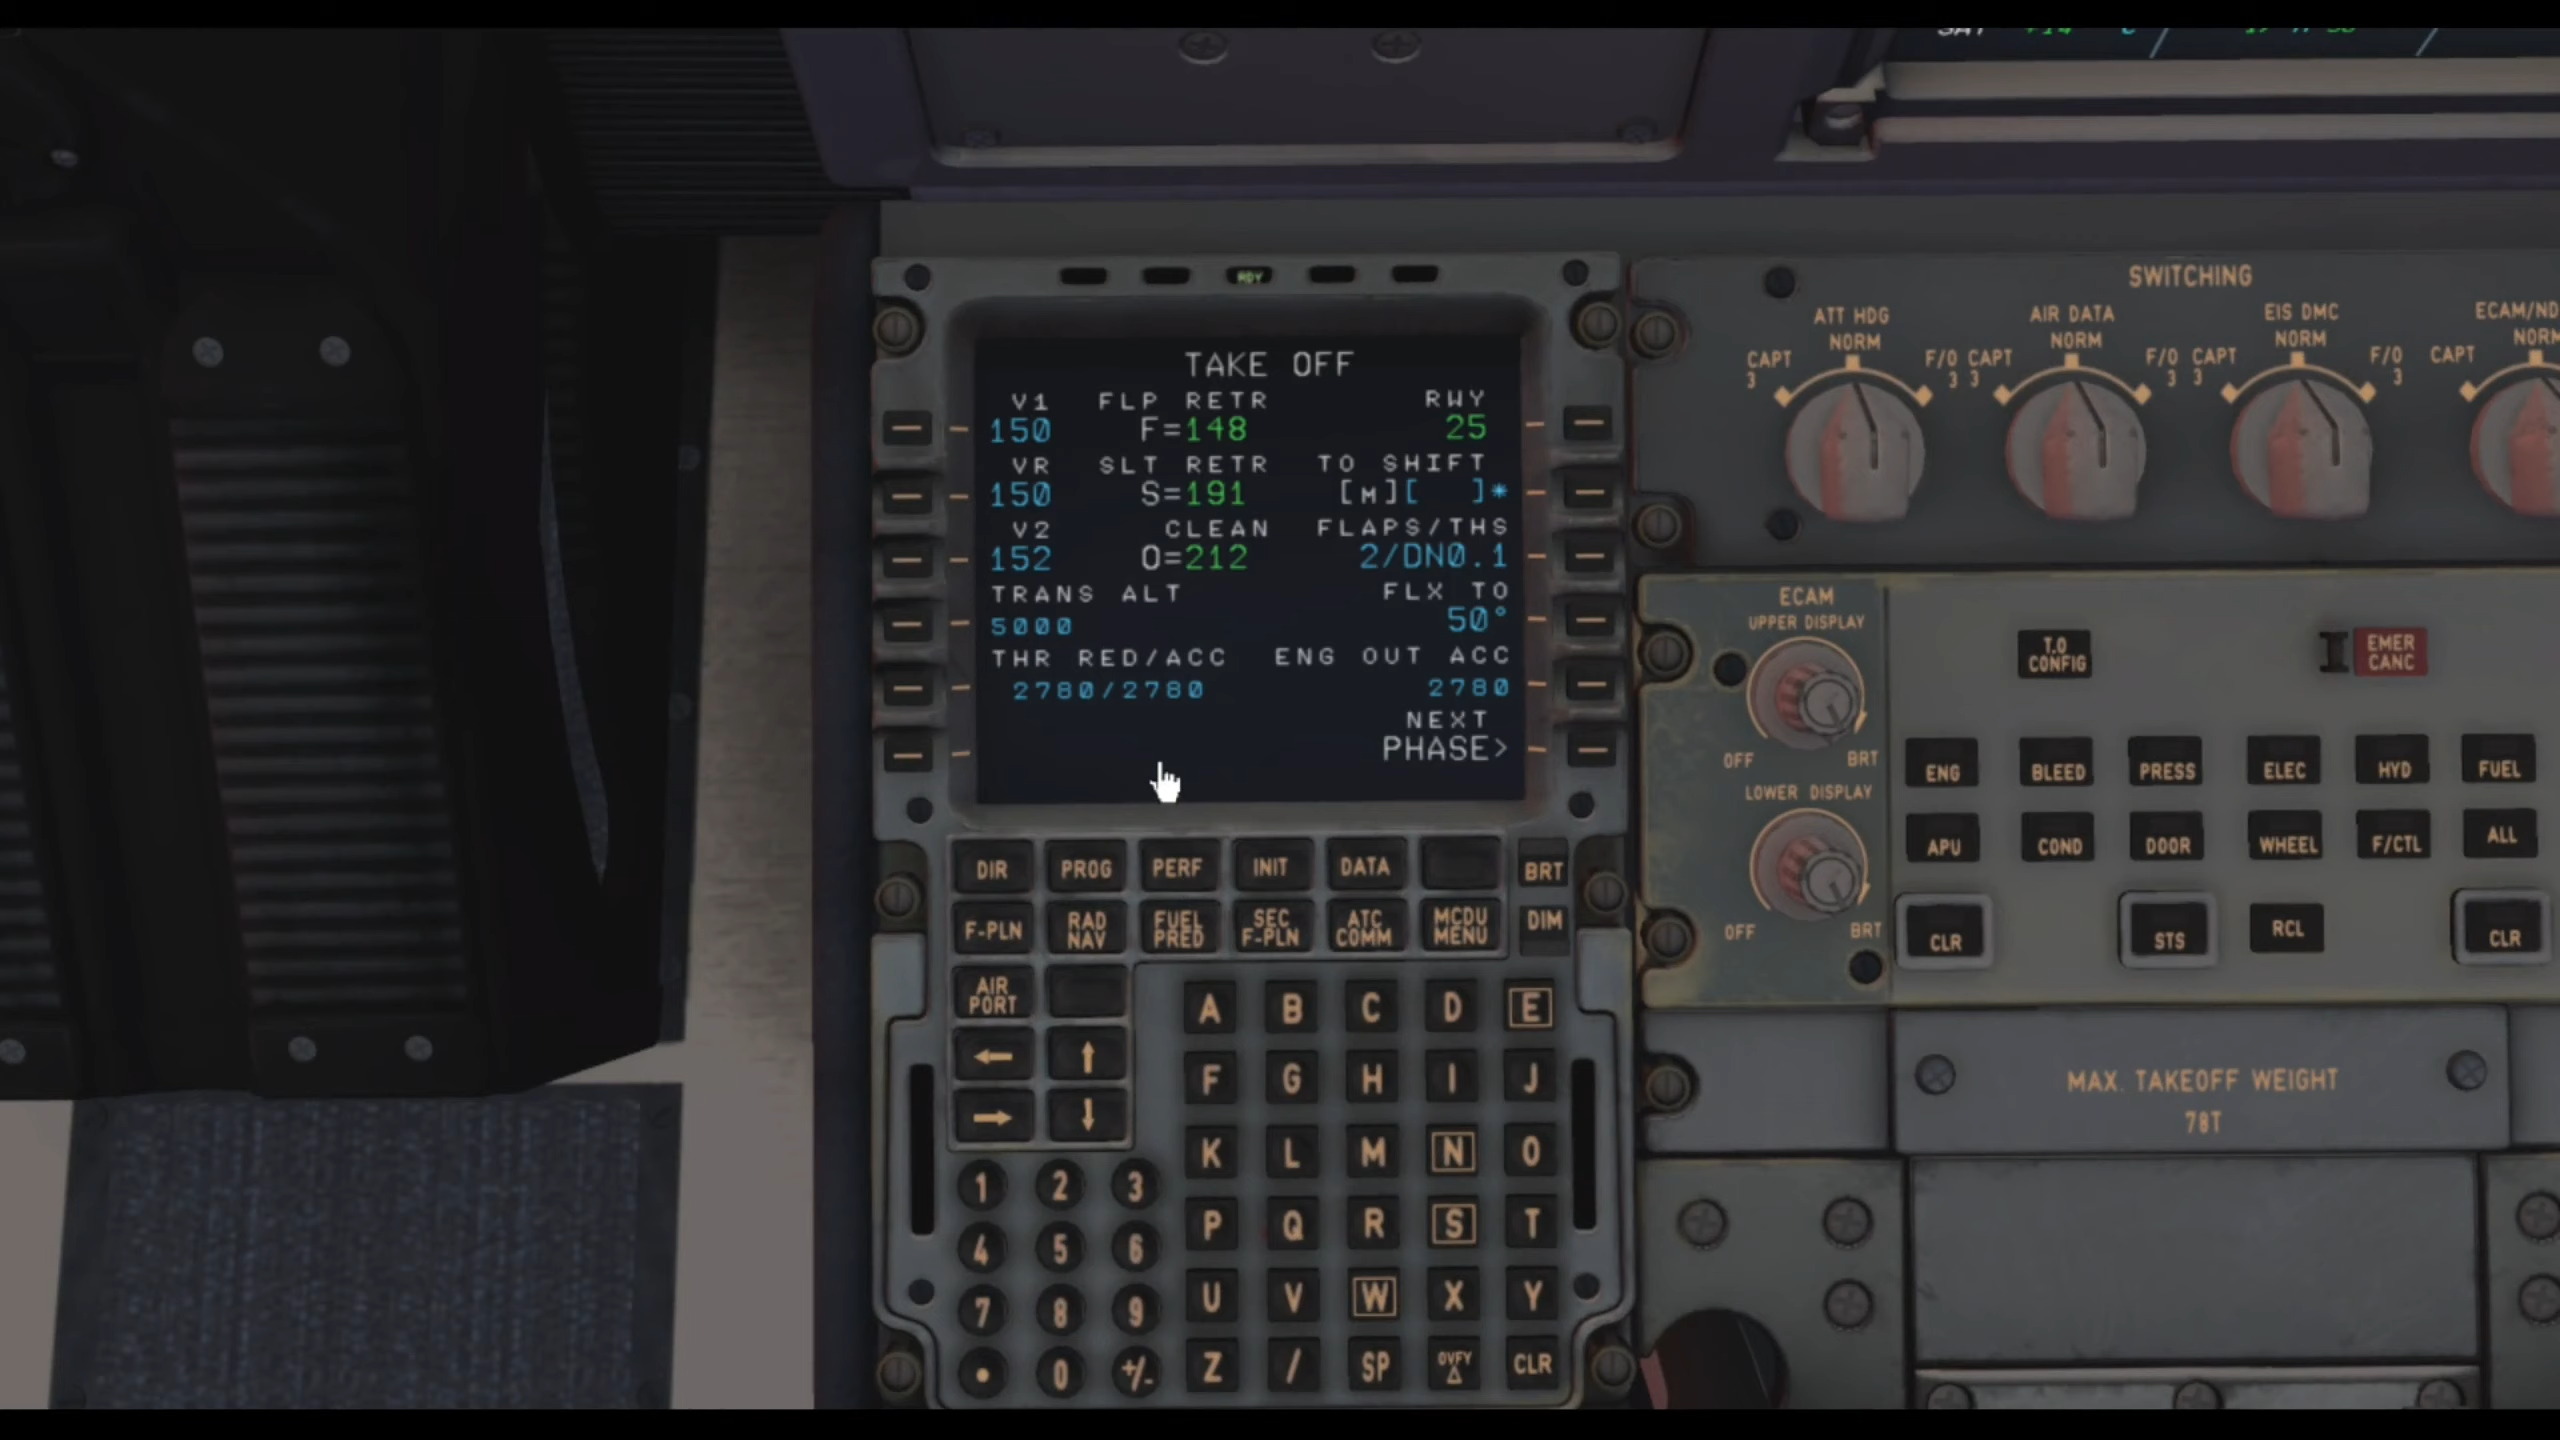 SAT +14 C
RDY
TAKE OFF
V1 FLP RETR RWY
150 F=148 25
VR SLT RETR TO SHIFT
150 S=191 [M][ ]*
V2 CLEAN FLAPS/THS
152 O=212 2/DN0.1
TRANS ALT FLX TO
5000 50°
THR RED/ACC ENG OUT ACC
2780/2780 2780
NEXT
PHASE>
DIR PROG PERF INIT DATA BRT
F-PLN RAD NAV FUEL PRED SEC F-PLN ATC COMM MCDU MENU DIM
AIR PORT
← ↑
→ ↓
A B C D E
F G H I J
K L M N O
P Q R S T
U V W X Y
Z / SP OVFY Δ CLR
1 2 3
4 5 6
7 8 9
. 0 +/-
SWITCHING
ATT HDG AIR DATA EIS DMC ECAM/ND
NORM NORM NORM NORM
CAPT 3 F/O 3 CAPT 3 F/O 3 CAPT 3 F/O 3 CAPT
ECAM
UPPER DISPLAY
OFF BRT
LOWER DISPLAY
OFF BRT
T.O CONFIG
EMER CANC
ENG BLEED PRESS ELEC HYD FUEL
APU COND DOOR WHEEL F/CTL ALL
CLR STS RCL CLR
MAX. TAKEOFF WEIGHT
78T